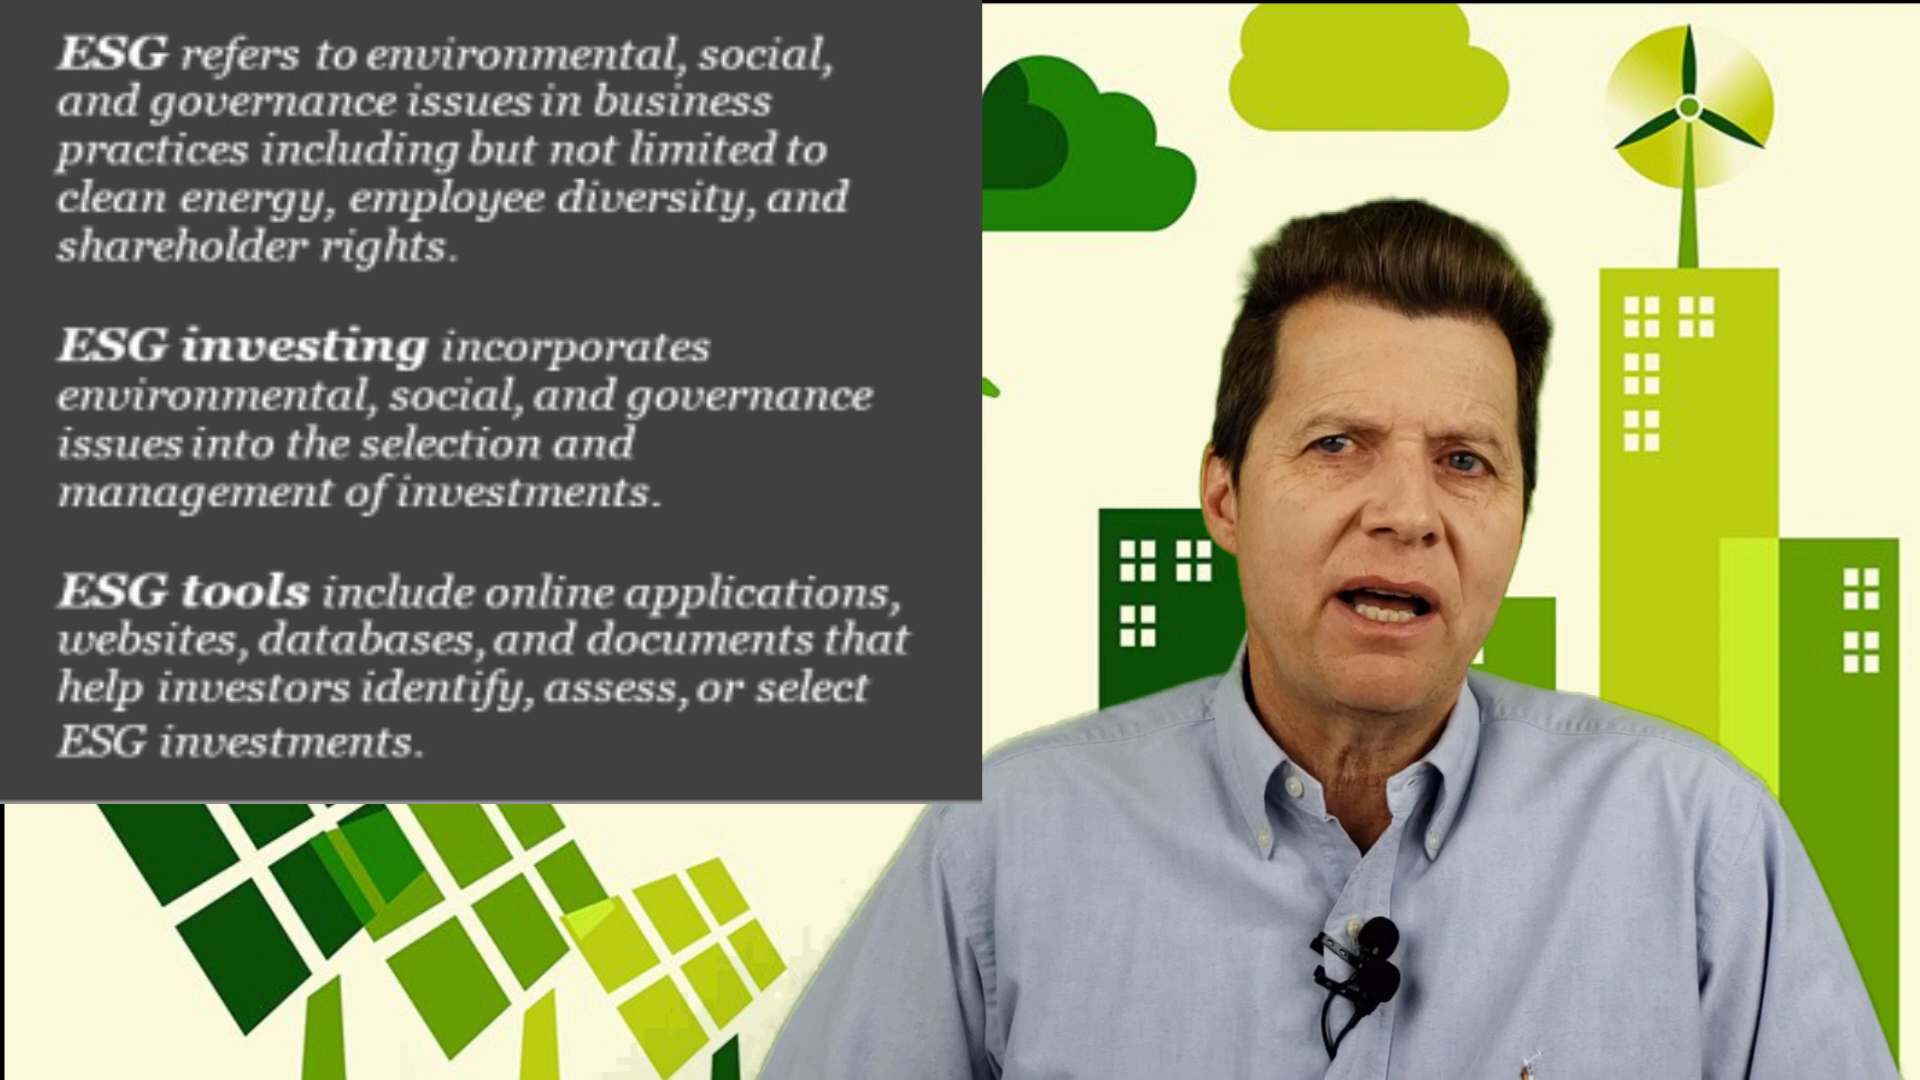 ESG refers to environmental, social,
and governance issues in business
practices including but not limited to
clean energy, employee diversity, and
shareholder rights.
ESG investing incorporates
environmental, social, and governance
issues into the selection and
management of investments.
ESG tools include online applications,
websites, databases, and documents that
help investors identify, assess, or select
ESG investments.